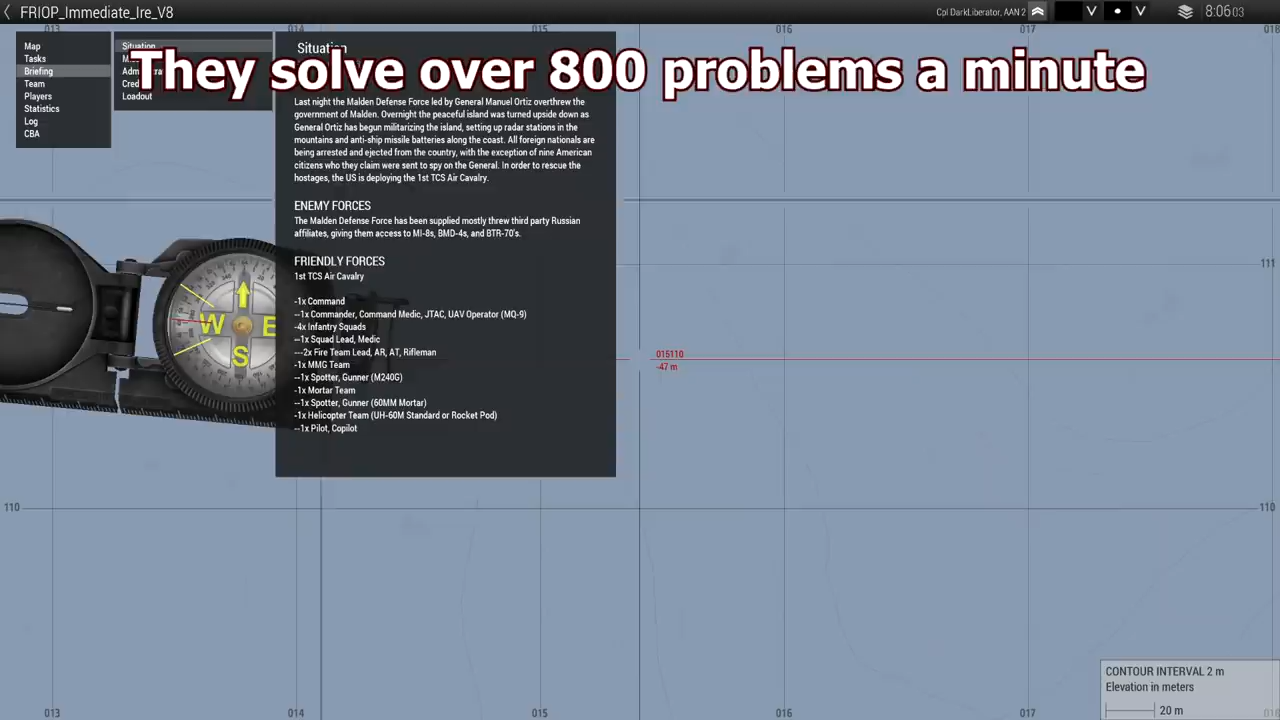 FRIOP_Immediate_Ire_V8
Cpl DarkLiberator, AAN 2
8:06 03
013
014
015
016
017
Map
Tasks
Briefing
Team
Players
Statistics
Log
CBA
Situation
Loadout
Situation
They solve over 800 problems a minute
Last night the Malden Defense Force led by General Manuel Ortiz overthrew the
government of Malden. Overnight the peaceful island was turned upside down as
General Ortiz has begun militarizing the island, setting up radar stations in the
mountains and anti-ship missile batteries along the coast. All foreign nationals are
being arrested and ejected from the country, with the exception of nine American
citizens who they claim were sent to spy on the General. In order to rescue the
hostages, the US is deploying the 1st TCS Air Cavalry.
ENEMY FORCES
The Malden Defense Force has been supplied mostly threw third party Russian
affiliates, giving them access to MI-8s, BMD-4s, and BTR-70's.
FRIENDLY FORCES
1st TCS Air Cavalry
-1x Command
--1x Commander, Command Medic, JTAC, UAV Operator (MQ-9)
-4x Infantry Squads
--1x Squad Lead, Medic
---2x Fire Team Lead, AR, AT, Rifleman
-1x MMG Team
--1x Spotter, Gunner (M240G)
-1x Mortar Team
--1x Spotter, Gunner (60MM Mortar)
-1x Helicopter Team (UH-60M Standard or Rocket Pod)
--1x Pilot, Copilot
W
E
S
111
015110
-47 m
110
110
CONTOUR INTERVAL 2 m
Elevation in meters
20 m
013
014
015
016
017